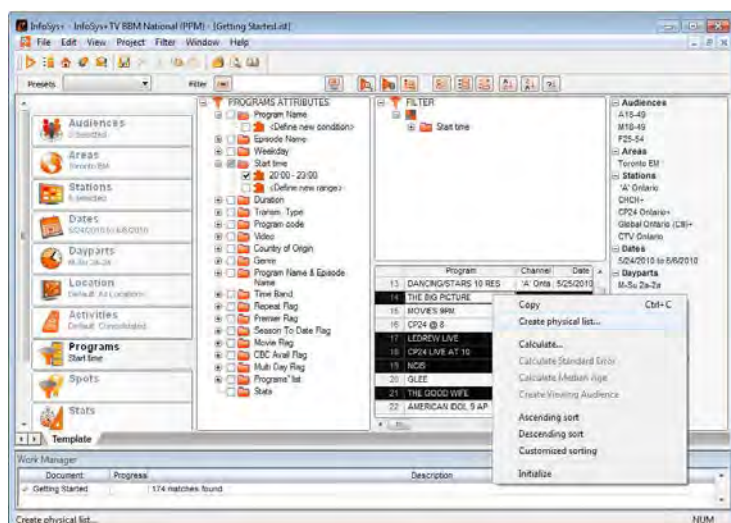 InfoSys+ - InfoSys+TV BBM National (PPM) - [Getting Started.ist]
File Edit View Project Filter Window Help
Presets
Filter
Audiences
3 selected
Areas
Toronto EM
Stations
5 selected
Dates
5/24/2010 to 6/6/2010
Dayparts
M-Su 2a-2a
Location
Default: All Locations
Activities
Default: Consolidated
Programs
Start time
Spots
Stats
Template
PROGRAMS ATTRIBUTES
Program Name
<Define new condition>
Episode Name
Weekday
Start time
20:00 - 23:00
<Define new range>
Duration
Transm. Type
Program code
Video
Country of Origin
Genre
Program Name & Episode
Name
Time Band
Repeat Flag
Premier Flag
Season To Date Flag
Movie Flag
CBC Avail Flag
Multi Day Flag
Programs' list
Stats
FILTER
Start time
Program Channel Date
13 DANCING/STARS 10 RES 'A' Onta 5/25/2010
14 THE BIG PICTURE
15 MOVIES 9PM
16 CP24 @ 8
17 LEDREW LIVE
18 CP24 LIVE AT 10
19 NCIS
20 GLEE
21 THE GOOD WIFE
22 AMERICAN IDOL 9 AP
Copy Ctrl+C
Create physical list...
Calculate...
Calculate Standard Error
Calculate Median Age
Create Viewing Audience
Ascending sort
Descending sort
Customized sorting
Initialize
Audiences
A18-49
M18-49
F25-54
Areas
Toronto EM
Stations
'A' Ontario
CHCH+
CP24 Ontario+
Global Ontario (CB)+
CTV Ontario
Dates
5/24/2010 to 6/6/2010
Dayparts
M-Su 2a-2a
Work Manager
Document Progress Description
Getting Started 174 matches found
Create physical list... NUM